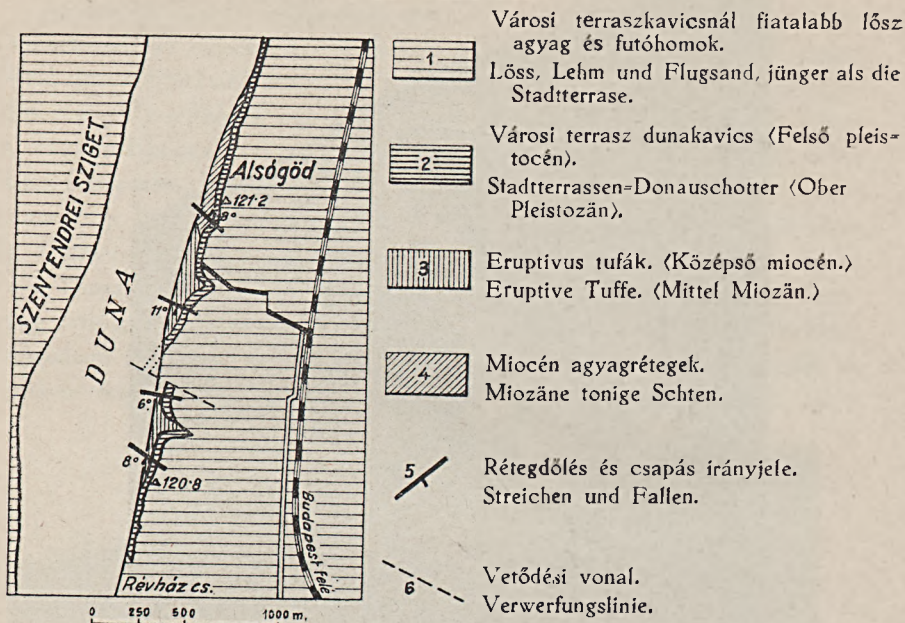 SZENTENDREI SZIGET
DUNA
Alsógöd
△121·2
9°
11°
6°
8°
△120·8
Budapest felé
Révház cs.
0 250 500 1000 m,
1
Városi terraszkavicsnál fiatalabb lősz
agyag és futóhomok.
Löss, Lehm und Flugsand, jünger als die
Stadtterrase.
2
Városi terrasz dunakavics (Felső pleis=
tocén).
Stadtterrassen=Donauschotter (Ober
Pleistozän).
3
Eruptivus tufák. (Középső miocén.)
Eruptive Tuffe. (Mittel Miozän.)
4
Miocén agyagrétegek.
Miozäne tonige Schten.
5
Rétegdőlés és csapás irányjele.
Streichen und Fallen.
6
Vetődési vonal.
Verwerfungslinie.